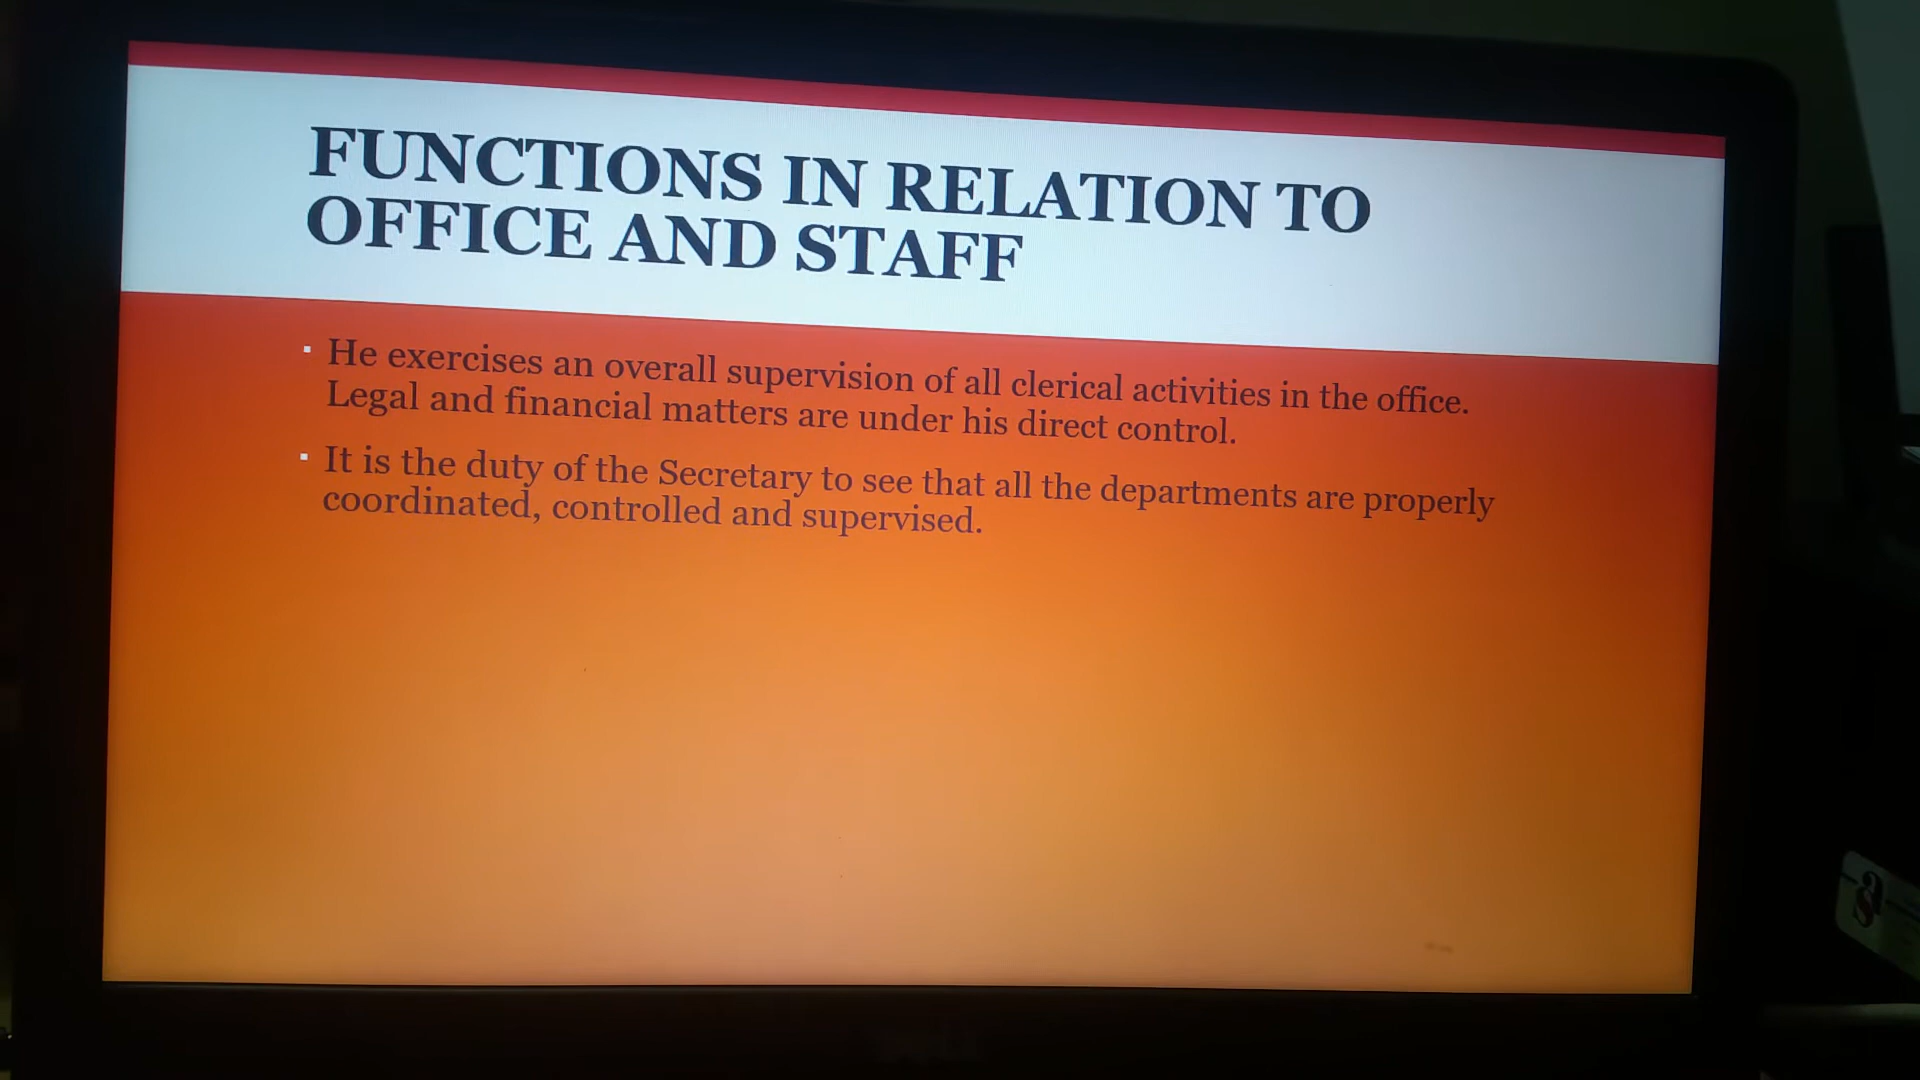 FUNCTIONS IN RELATION TO
OFFICE AND STAFF
▪ He exercises an overall supervision of all clerical activities in the office.
Legal and financial matters are under his direct control.
▪ It is the duty of the Secretary to see that all the departments are properly
coordinated, controlled and supervised.